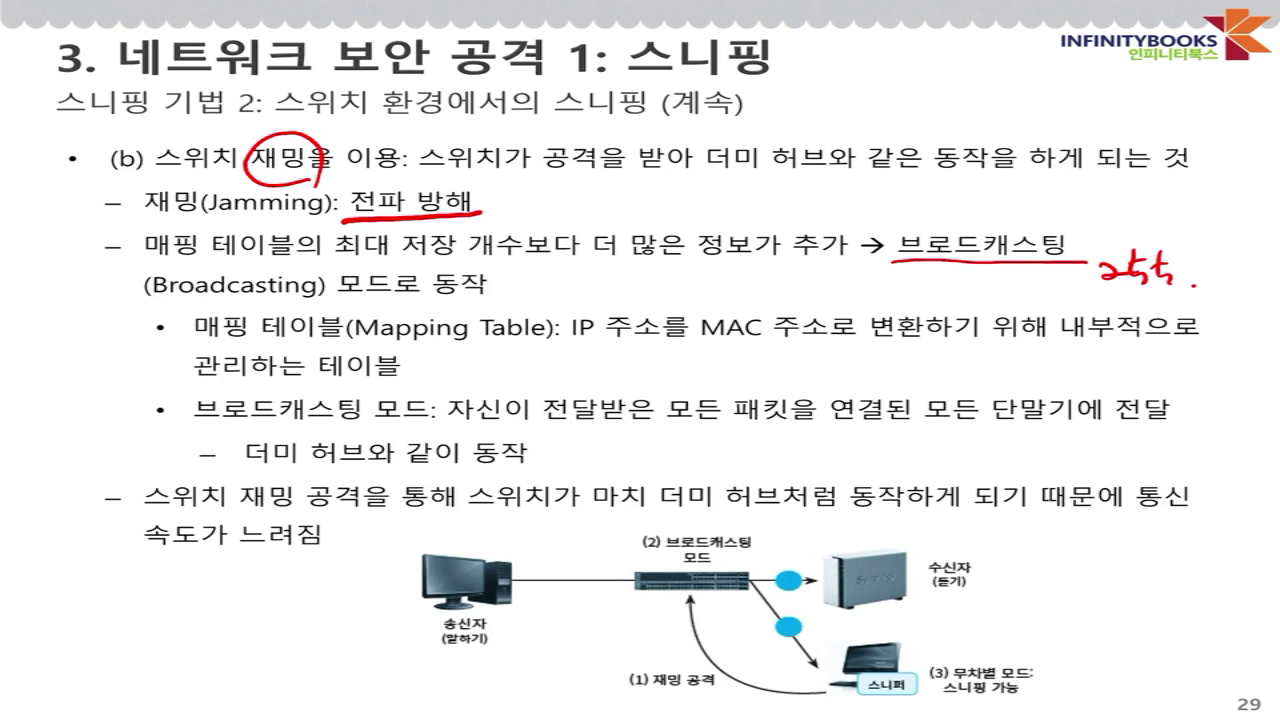 INFINITYBOOKS
인피니티북스
3. 네트워크 보안 공격 1: 스니핑
스니핑 기법 2: 스위치 환경에서의 스니핑 (계속)
• (b) 스위치 재밍을 이용: 스위치가 공격을 받아 더미 허브와 같은 동작을 하게 되는 것
– 재밍(Jamming): 전파 방해
– 매핑 테이블의 최대 저장 개수보다 더 많은 정보가 추가 → 브로드캐스팅
(Broadcasting) 모드로 동작
• 매핑 테이블(Mapping Table): IP 주소를 MAC 주소로 변환하기 위해 내부적으로
관리하는 테이블
• 브로드캐스팅 모드: 자신이 전달받은 모든 패킷을 연결된 모든 단말기에 전달
– 더미 허브와 같이 동작
– 스위치 재밍 공격을 통해 스위치가 마치 더미 허브처럼 동작하게 되기 때문에 통신
속도가 느려짐
(2) 브로드캐스팅
모드
수신자
(듣기)
송신자
(말하기)
(1) 재밍 공격
스니퍼
(3) 무차별 모드:
스니핑 가능
29